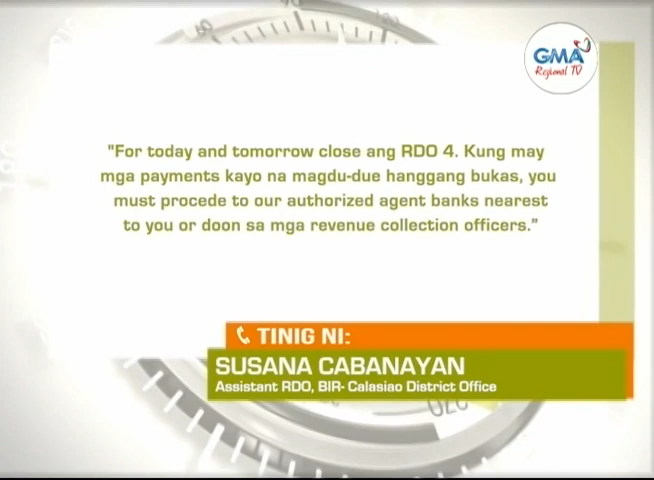 GMA
Regional TV
"For today and tomorrow close ang RDO 4. Kung may
mga payments kayo na magdu-due hanggang bukas, you
must procede to our authorized agent banks nearest
to you or doon sa mga revenue collection officers."
TINIG NI:
SUSANA CABANAYAN
Assistant RDO, BIR- Calasiao District Office